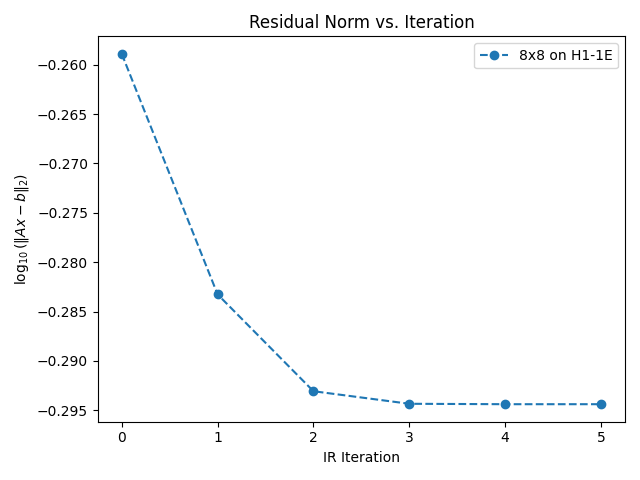 Residual Norm vs. Iteration
8x8 on H1-1E
−0.260
−0.265
−0.270
−0.275
−0.280
−0.285
−0.290
−0.295
log₁₀(‖Ax − b‖₂)
0 1 2 3 4 5
IR Iteration